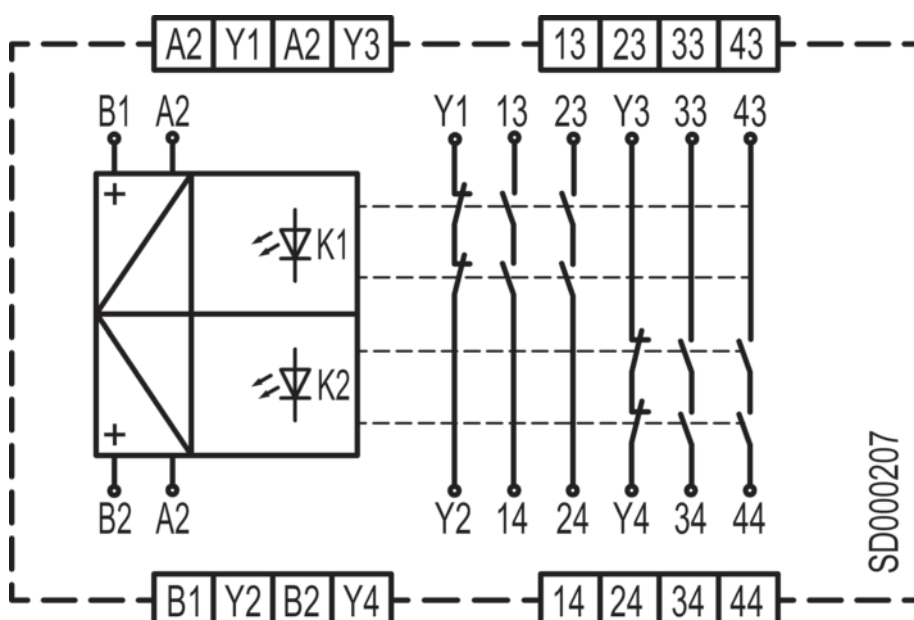 A2 Y1 A2 Y3 13 23 33 43
B1 A2 Y1 13 23 Y3 33 43
+
K1
K2
+
B2 A2 Y2 14 24 Y4 34 44
SD000207
B1 Y2 B2 Y4 14 24 34 44